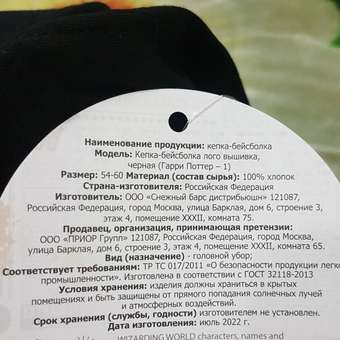 Наименование продукции: кепка-бейсболка
Модель: Кепка-бейсболка лого вышивка,
черная (Гарри Поттер – 1)
Размер: 54-60 Материал (состав сырья): 100% хлопок
Страна-изготовителя: Российская Федерация
Изготовитель: ООО «Снежный Барс дистрибьюшн» 121087,
Российская Федерация, город Москва, улица Барклая, дом 6, строение 3,
этаж 4, помещение XXXII, комната 75.
Продавец, организация, принимающая претензии:
ООО «ПРИОР Групп» 121087, Российская Федерация, город Москва,
улица Барклая, дом 6, строение 3, этаж 4, помещение XXXII, комната 65.
Вид (назначение) - головной убор;
Соответствует требованиям: ТР ТС 017/2011 «О безопасности продукции легко
промышленности». Изготовлена в соответствии с ГОСТ 32118-2013
Условия хранения: изделия должны храниться в крытых
помещениях и быть защищены от прямого попадания солнечных лучей
и атмосферных воздействий.
Срок хранения (службы, годности) изготовителем не установлен.
Дата изготовления: июль 2022 г.
WIZARDING WORLD characters, names and